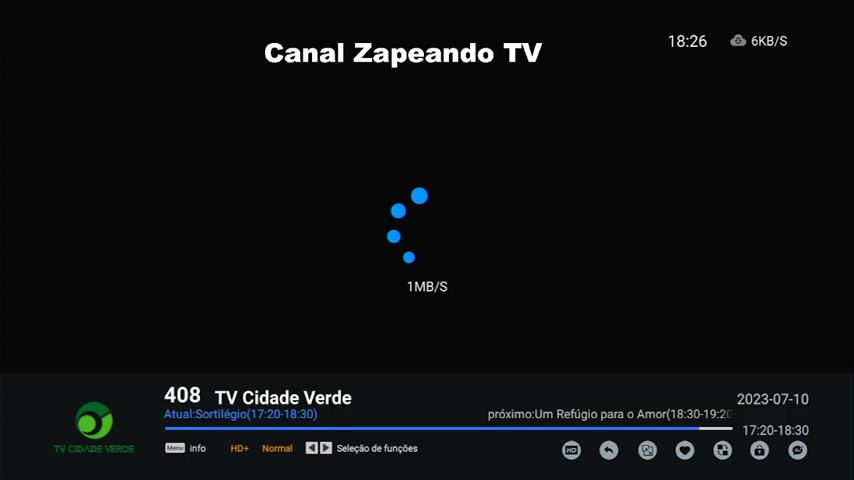 Canal Zapeando TV
18:26
6KB/S
1MB/S
408 TV Cidade Verde
2023-07-10
Atual:Sortilégio(17:20-18:30)
próximo:Um Refúgio para o Amor(18:30-19:20
17:20-18:30
TV CIDADE VERDE
Menu info HD+ Normal Seleção de funções
HD